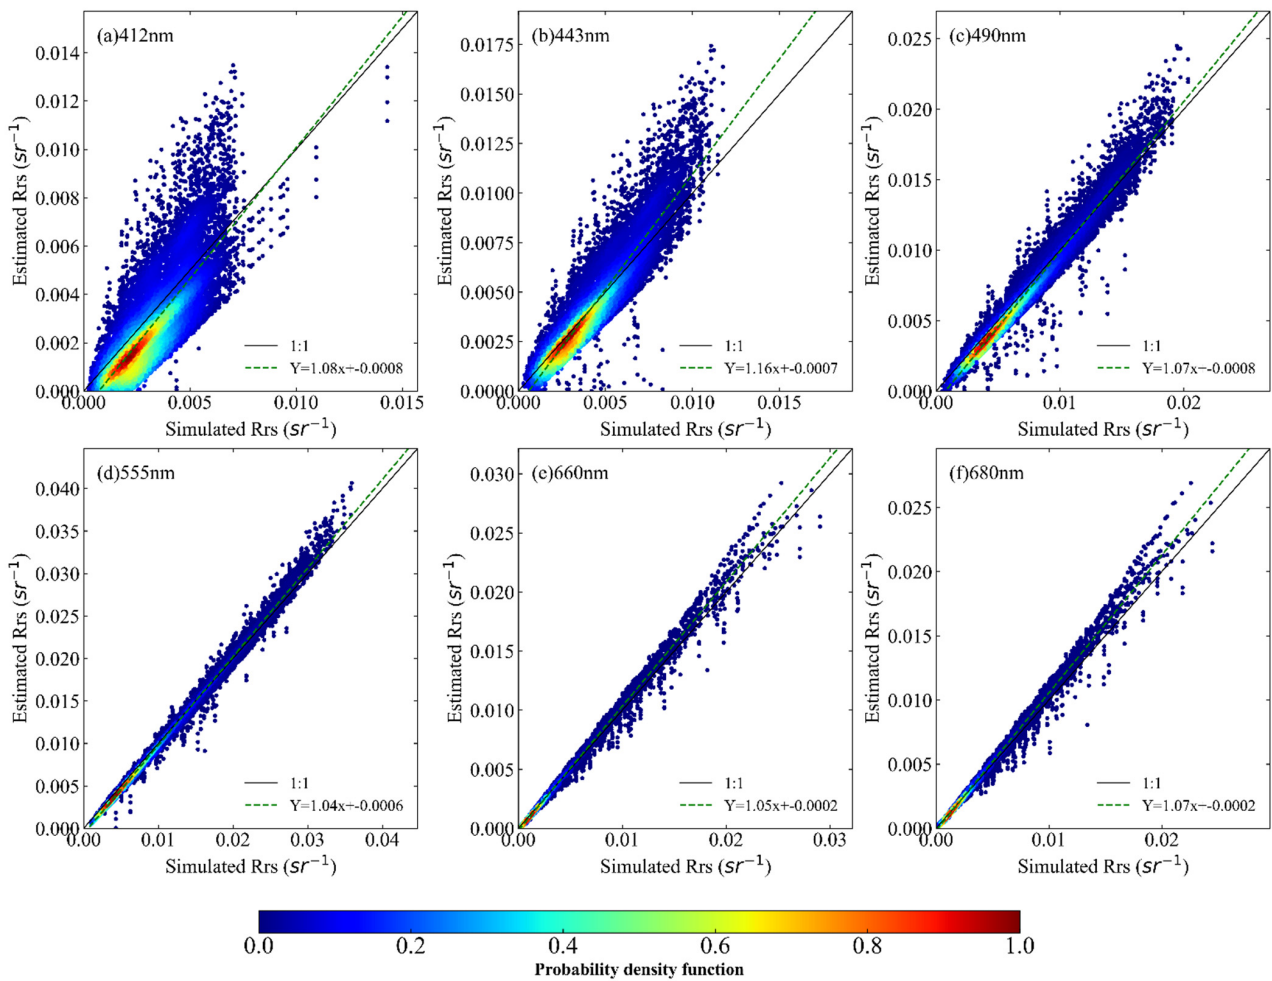 (a)412nm
0.014
0.012
0.010
0.008
0.006
0.004
0.002
0.000
Estimated Rrs (sr⁻¹)
1:1
Y=1.08x+-0.0008
0.000 0.005 0.010 0.015
Simulated Rrs (sr⁻¹)
(b)443nm
0.0175
0.0150
0.0125
0.0100
0.0075
0.0050
0.0025
0.0000
Estimated Rrs (sr⁻¹)
1:1
Y=1.16x+-0.0007
0.000 0.005 0.010 0.015
Simulated Rrs (sr⁻¹)
(c)490nm
0.025
0.020
0.015
0.010
0.005
0.000
Estimated Rrs (sr⁻¹)
1:1
Y=1.07x+-0.0008
0.00 0.01 0.02
Simulated Rrs (sr⁻¹)
(d)555nm
0.040
0.035
0.030
0.025
0.020
0.015
0.010
0.005
0.000
Estimated Rrs (sr⁻¹)
1:1
Y=1.04x+-0.0006
0.00 0.01 0.02 0.03 0.04
Simulated Rrs (sr⁻¹)
(e)660nm
0.030
0.025
0.020
0.015
0.010
0.005
0.000
Estimated Rrs (sr⁻¹)
1:1
Y=1.05x+-0.0002
0.00 0.01 0.02 0.03
Simulated Rrs (sr⁻¹)
(f)680nm
0.025
0.020
0.015
0.010
0.005
0.000
Estimated Rrs (sr⁻¹)
1:1
Y=1.07x+-0.0002
0.00 0.01 0.02
Simulated Rrs (sr⁻¹)
0.0 0.2 0.4 0.6 0.8 1.0
Probability density function